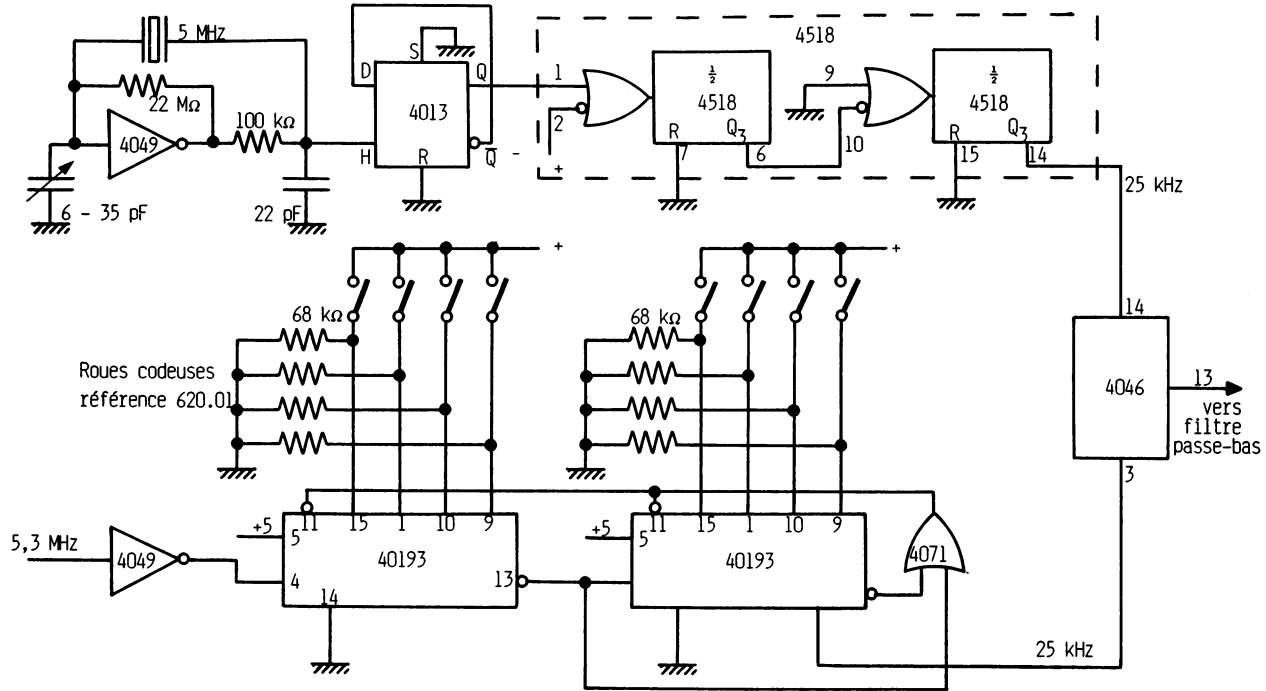 5 MHz
22 MΩ
4049
100 kΩ
6 - 35 pF
22 pF
S
D
Q
4013
H
R
Q̅
-
4518
1
2
+
½
4518
R
Q3
7
6
9
10
½
4518
R
Q3
15
14
25 kHz
+
+
68 kΩ
68 kΩ
Roues codeuses
référence 620.01
14
4046
13
vers
filtre
passe-bas
3
+5
5
11
15
1
10
9
40193
4
13
14
+5
5
11
15
1
10
9
40193
4071
5,3 MHz
4049
25 kHz